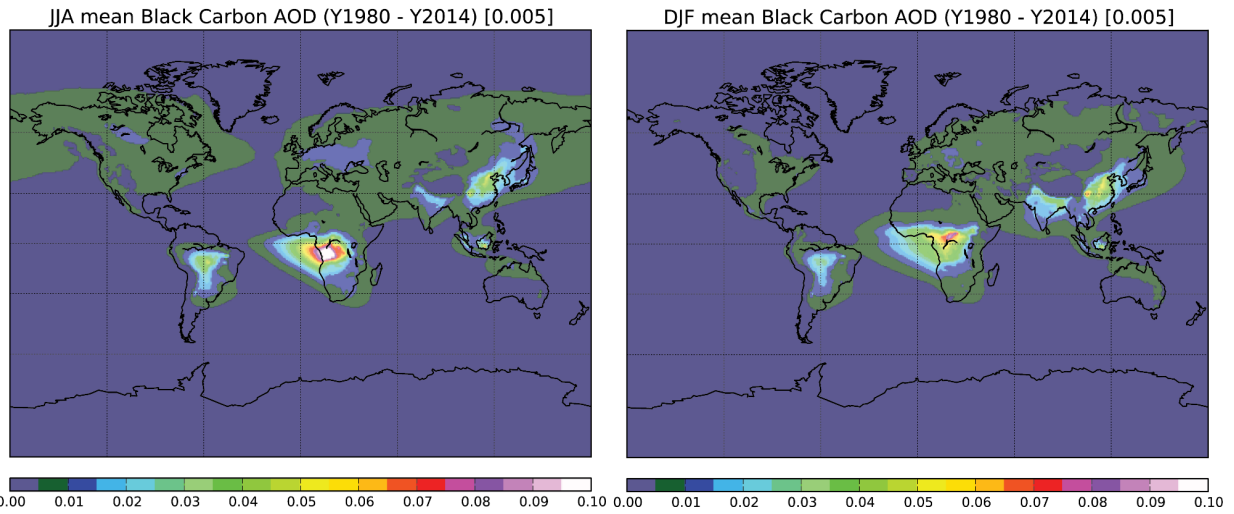 JJA mean Black Carbon AOD (Y1980 - Y2014) [0.005]
DJF mean Black Carbon AOD (Y1980 - Y2014) [0.005]
0.00 0.01 0.02 0.03 0.04 0.05 0.06 0.07 0.08 0.09 0.10
0.00 0.01 0.02 0.03 0.04 0.05 0.06 0.07 0.08 0.09 0.10